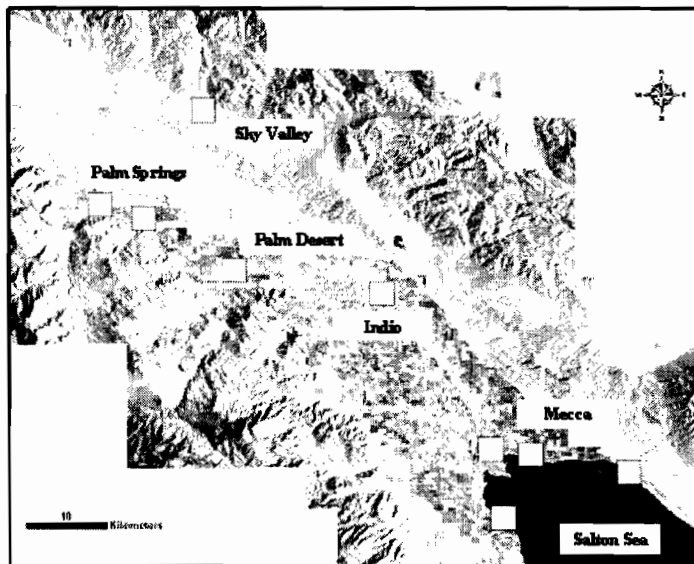 N
W E
S
Sky Valley
Palm Springs
Palm Desert
Indio
Mecca
10
Kilometers
Salton Sea